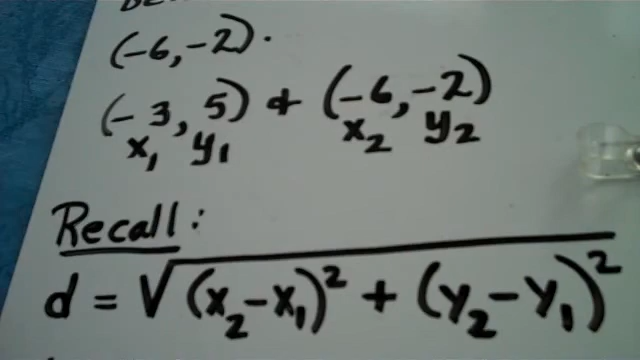 (-6,-2).
(-3,5) & (-6,-2)
x₁ y₁ x₂ y₂
Recall:
d = √(x₂-x₁)² + (y₂-y₁)²